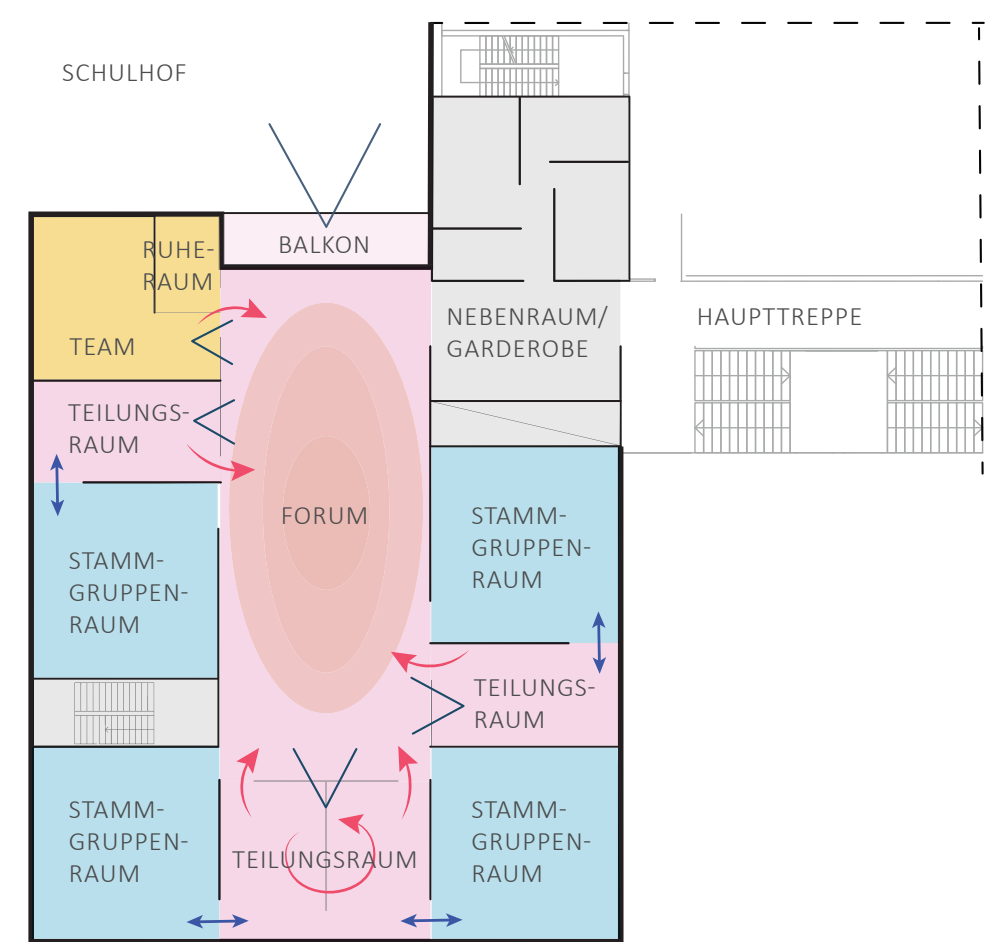 SCHULHOF
BALKON
RUHE-
RAUM
TEAM
NEBENRAUM/
GARDEROBE
HAUPTTREPPE
TEILUNGS-
RAUM
FORUM
STAMM-
GRUPPEN-
RAUM
STAMM-
GRUPPEN-
RAUM
TEILUNGS-
RAUM
STAMM-
GRUPPEN-
RAUM
TEILUNGSRAUM
STAMM-
GRUPPEN-
RAUM